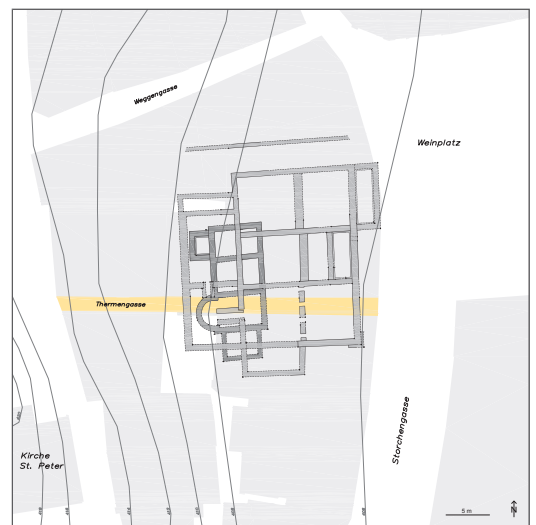 Weggengasse
Weinplatz
Thermengasse
Storchengasse
Kirche
St. Peter
5 m
N